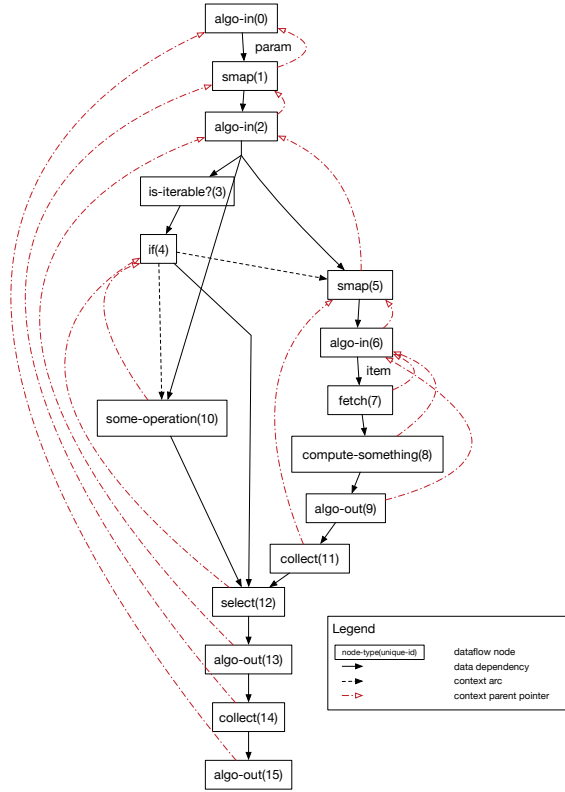 algo-in(0)
param
smap(1)
algo-in(2)
is-iterable?(3)
if(4)
smap(5)
algo-in(6)
item
fetch(7)
some-operation(10)
compute-something(8)
algo-out(9)
collect(11)
select(12)
Legend
node-type(unique-id) dataflow node
data dependency
context arc
context parent pointer
algo-out(13)
collect(14)
algo-out(15)